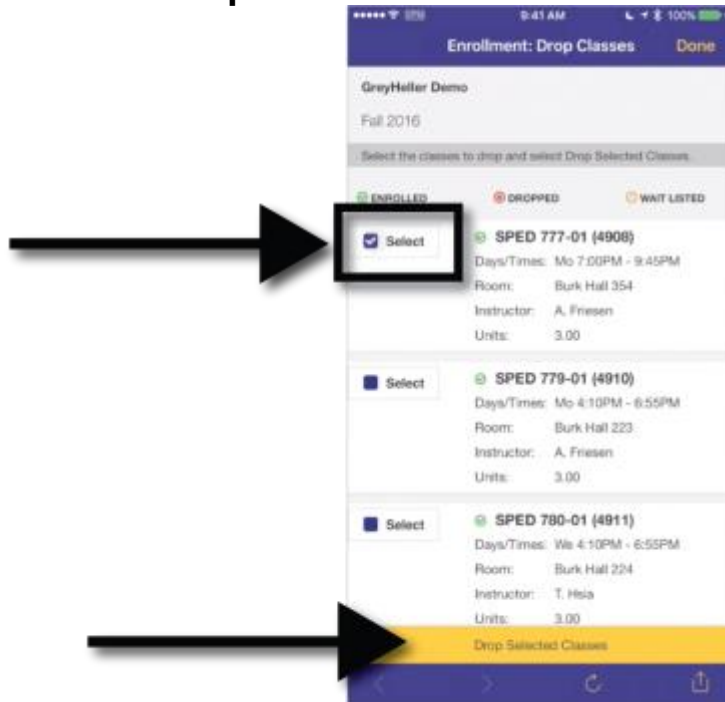 9:41 AM 100%
Enrollment: Drop Classes Done
GreyHeller Demo
Fall 2016
Select the classes to drop and select Drop Selected Classes.
ENROLLED DROPPED WAIT LISTED
Select SPED 777-01 (4908)
Days/Times: Mo 7:00PM - 9:45PM
Room: Burk Hall 354
Instructor: A. Friesen
Units: 3.00
Select SPED 779-01 (4910)
Days/Times: Mo 4:10PM - 6:55PM
Room: Burk Hall 223
Instructor: A. Friesen
Units: 3.00
Select SPED 780-01 (4911)
Days/Times: We 4:10PM - 6:55PM
Room: Burk Hall 224
Instructor: T. Hsia
Units: 3.00
Drop Selected Classes